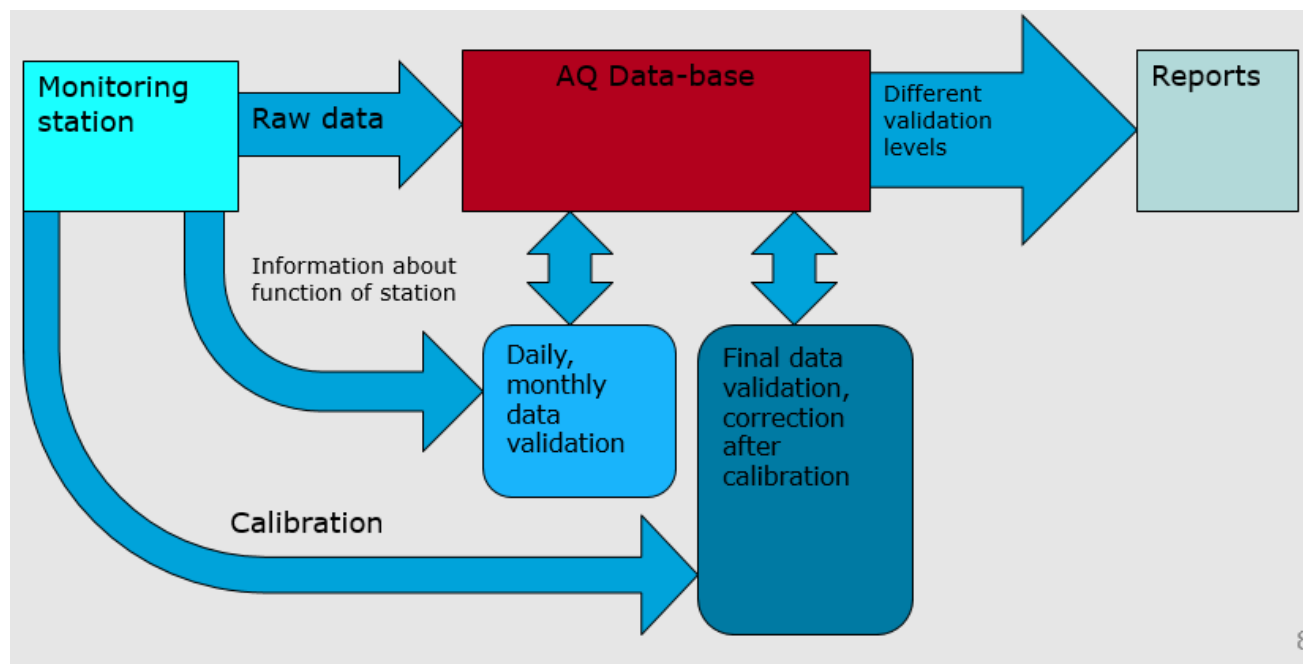 Monitoring
station
Raw data
AQ Data-base
Different
validation
levels
Reports
Information about
function of station
Daily,
monthly
data
validation
Final data
validation,
correction
after
calibration
Calibration